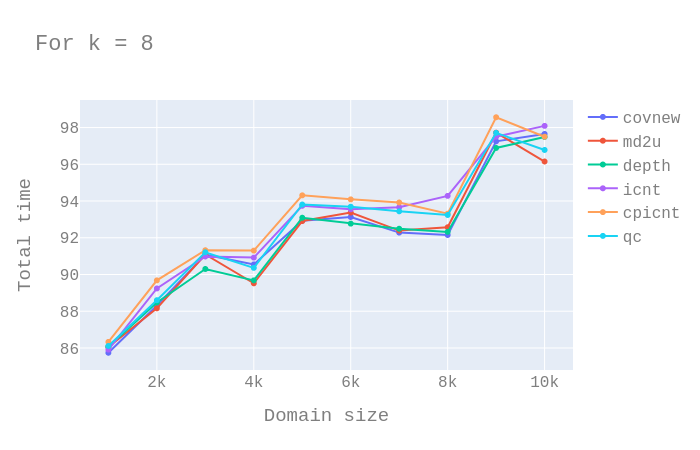 For k = 8
Total time
98
96
94
92
90
88
86
2k
4k
6k
8k
10k
Domain size
covnew
md2u
depth
icnt
cpicnt
qc